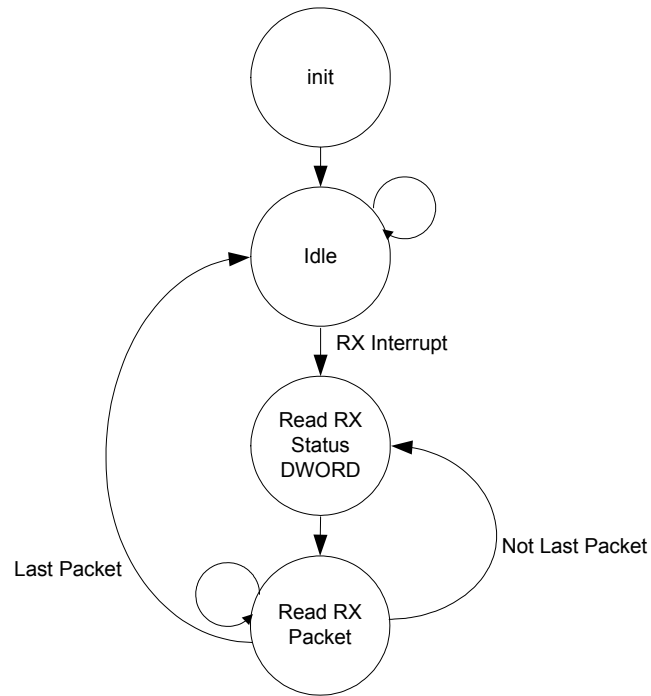 init
Idle
RX Interrupt
Read RX
Status
DWORD
Not Last Packet
Last Packet
Read RX
Packet